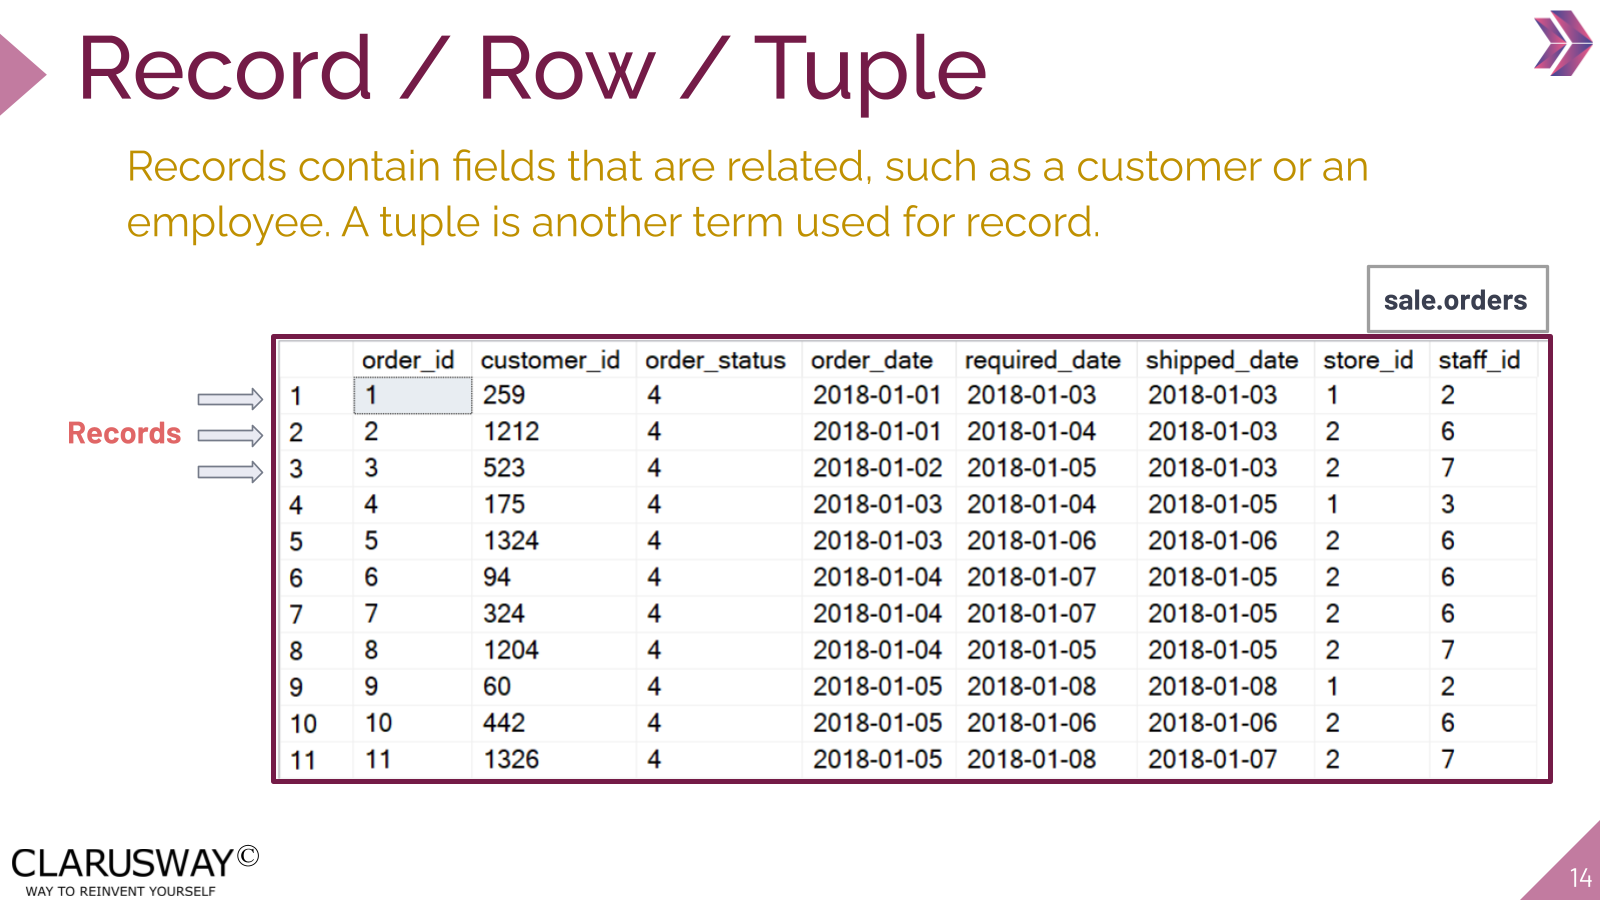 Record / Row / Tuple
Records contain fields that are related, such as a customer or an
employee. A tuple is another term used for record.
sale.orders
order_id customer_id order_status order_date required_date shipped_date store_id staff_id
1 1 259 4 2018-01-01 2018-01-03 2018-01-03 1 2
Records
2 2 1212 4 2018-01-01 2018-01-04 2018-01-03 2 6
3 3 523 4 2018-01-02 2018-01-05 2018-01-03 2 7
4 4 175 4 2018-01-03 2018-01-04 2018-01-05 1 3
5 5 1324 4 2018-01-03 2018-01-06 2018-01-06 2 6
6 6 94 4 2018-01-04 2018-01-07 2018-01-05 2 6
7 7 324 4 2018-01-04 2018-01-07 2018-01-05 2 6
8 8 1204 4 2018-01-04 2018-01-05 2018-01-05 2 7
9 9 60 4 2018-01-05 2018-01-08 2018-01-08 1 2
10 10 442 4 2018-01-05 2018-01-06 2018-01-06 2 6
11 11 1326 4 2018-01-05 2018-01-08 2018-01-07 2 7
CLARUSWAY©
WAY TO REINVENT YOURSELF
14